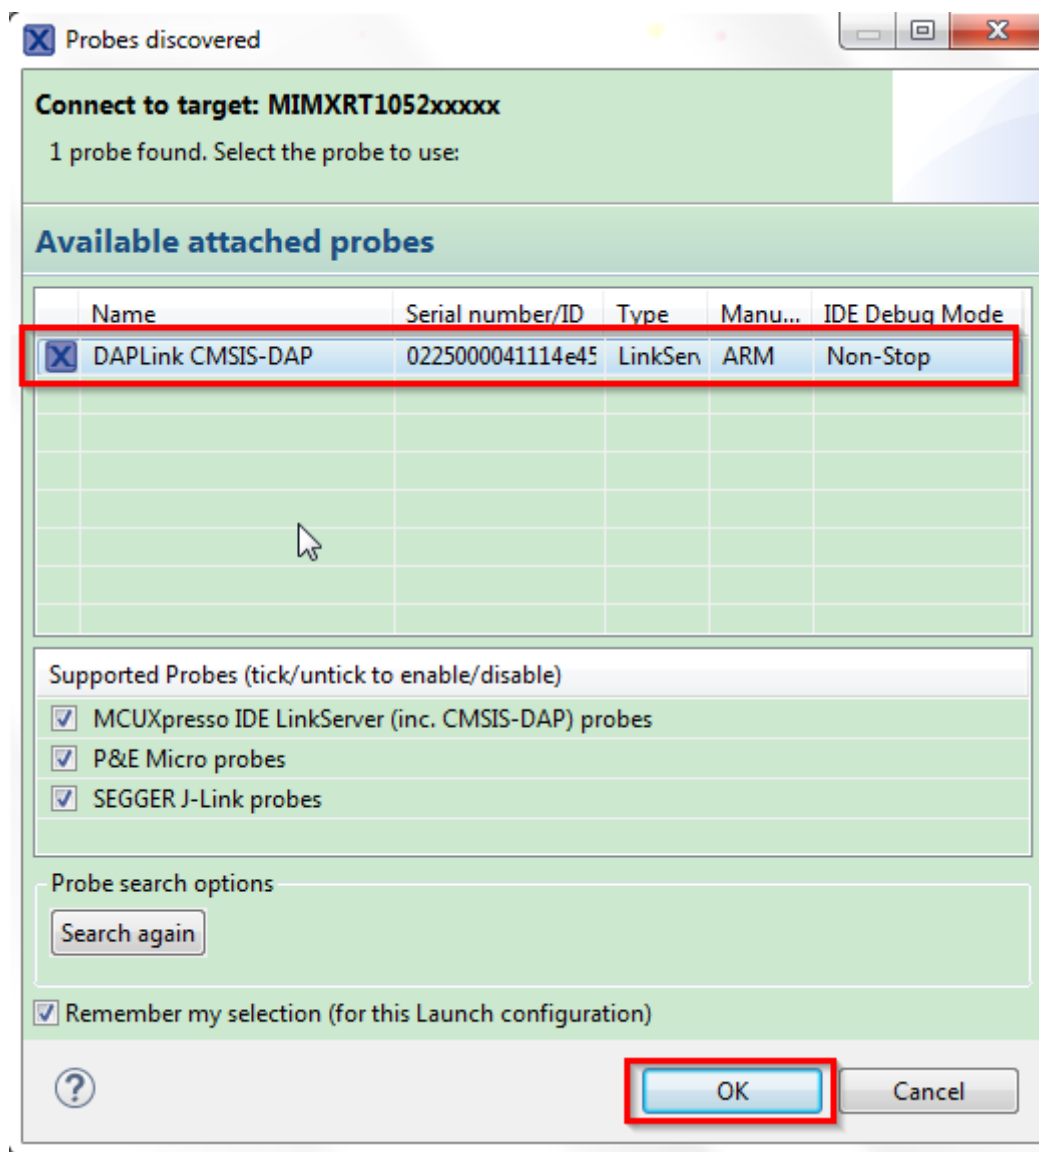 Probes discovered
Connect to target: MIMXRT1052xxxxx
1 probe found. Select the probe to use:
Available attached probes
Name Serial number/ID Type Manu... IDE Debug Mode
DAPLink CMSIS-DAP 0225000041114e45 LinkSer ARM Non-Stop
Supported Probes (tick/untick to enable/disable)
MCUXpresso IDE LinkServer (inc. CMSIS-DAP) probes
P&E Micro probes
SEGGER J-Link probes
Probe search options
Search again
Remember my selection (for this Launch configuration)
OK Cancel